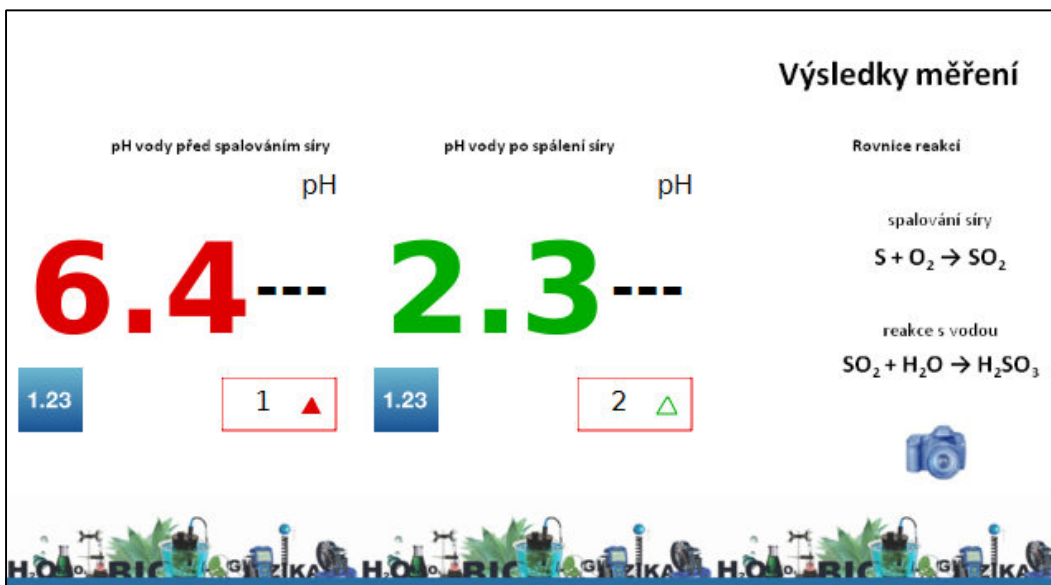 Výsledky měření
pH vody před spalováním síry
pH
6.4---
1.23
1
pH vody po spálení síry
pH
2.3---
1.23
2
Rovnice reakcí
spalování síry
S + O₂ → SO₂
reakce s vodou
SO₂ + H₂O → H₂SO₃